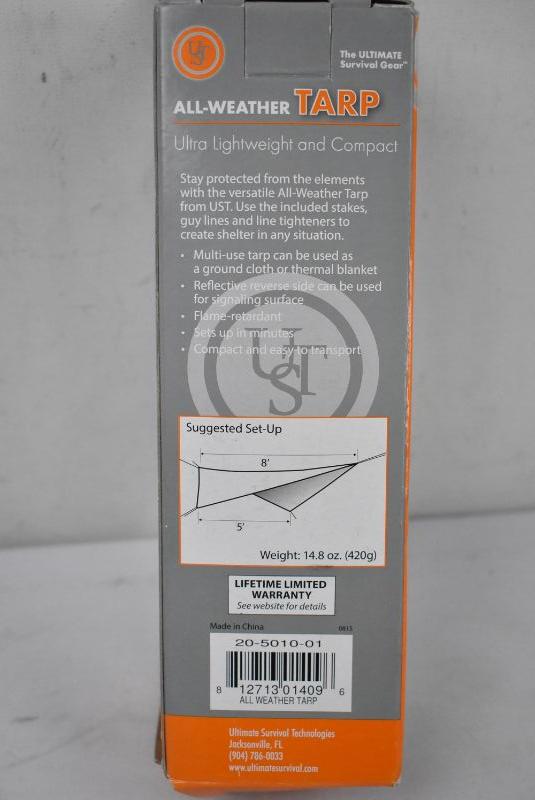 UST
The ULTIMATE
Survival Gear™
ALL-WEATHER TARP
Ultra Lightweight and Compact
Stay protected from the elements
with the versatile All-Weather Tarp
from UST. Use the included stakes,
guy lines and line tighteners to
create shelter in any situation.
• Multi-use tarp can be used as
a ground cloth or thermal blanket
• Reflective reverse side can be used
for signaling surface
• Flame-retardant
• Sets up in minutes
• Compact and easy to transport
UST
Suggested Set-Up
8'
5'
Weight: 14.8 oz. (420g)
LIFETIME LIMITED
WARRANTY
See website for details
Made in China 0815
20-5010-01
8 12713 01409 6
ALL WEATHER TARP
Ultimate Survival Technologies
Jacksonville, FL
(904) 786-0033
www.ultimatesurvival.com